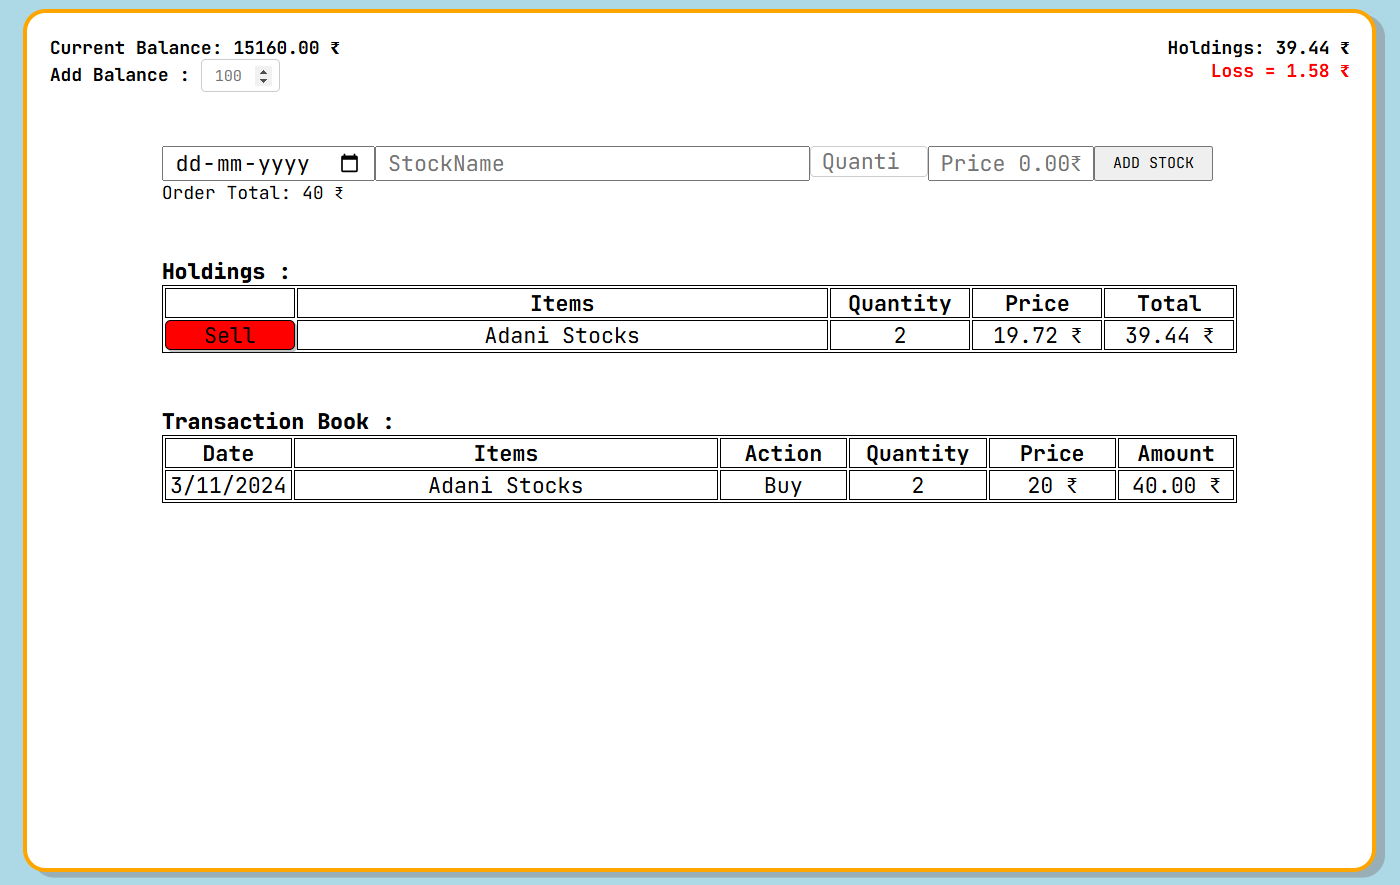 Current Balance: 15160.00 ₹
Holdings: 39.44 ₹
Add Balance : 100
Loss = 1.58 ₹
dd-mm-yyyy StockName Quanti Price 0.00₹ ADD STOCK
Order Total: 40 ₹
Holdings :
Items Quantity Price Total
Sell Adani Stocks 2 19.72 ₹ 39.44 ₹
Transaction Book :
Date Items Action Quantity Price Amount
3/11/2024 Adani Stocks Buy 2 20 ₹ 40.00 ₹